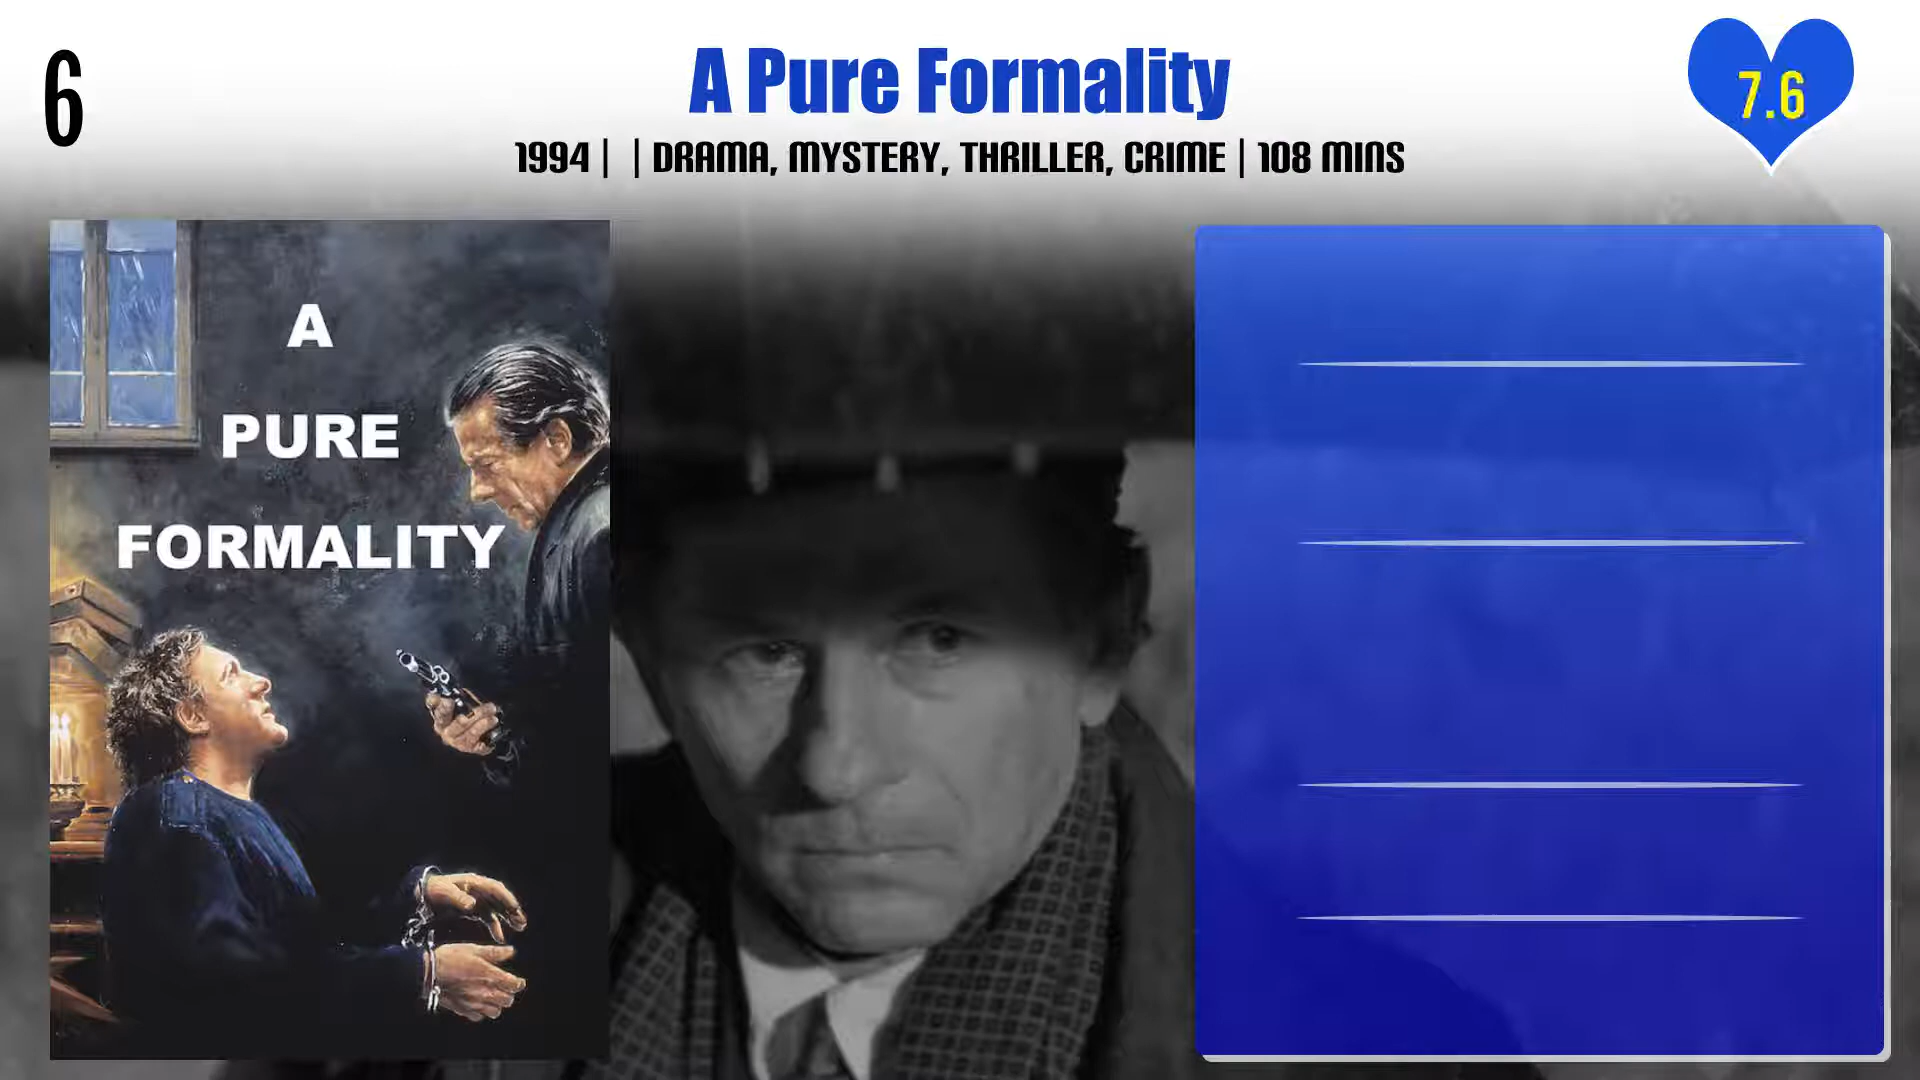 6
A Pure Formality
7.6
1994 | | DRAMA, MYSTERY, THRILLER, CRIME | 108 MINS
A
PURE
FORMALITY